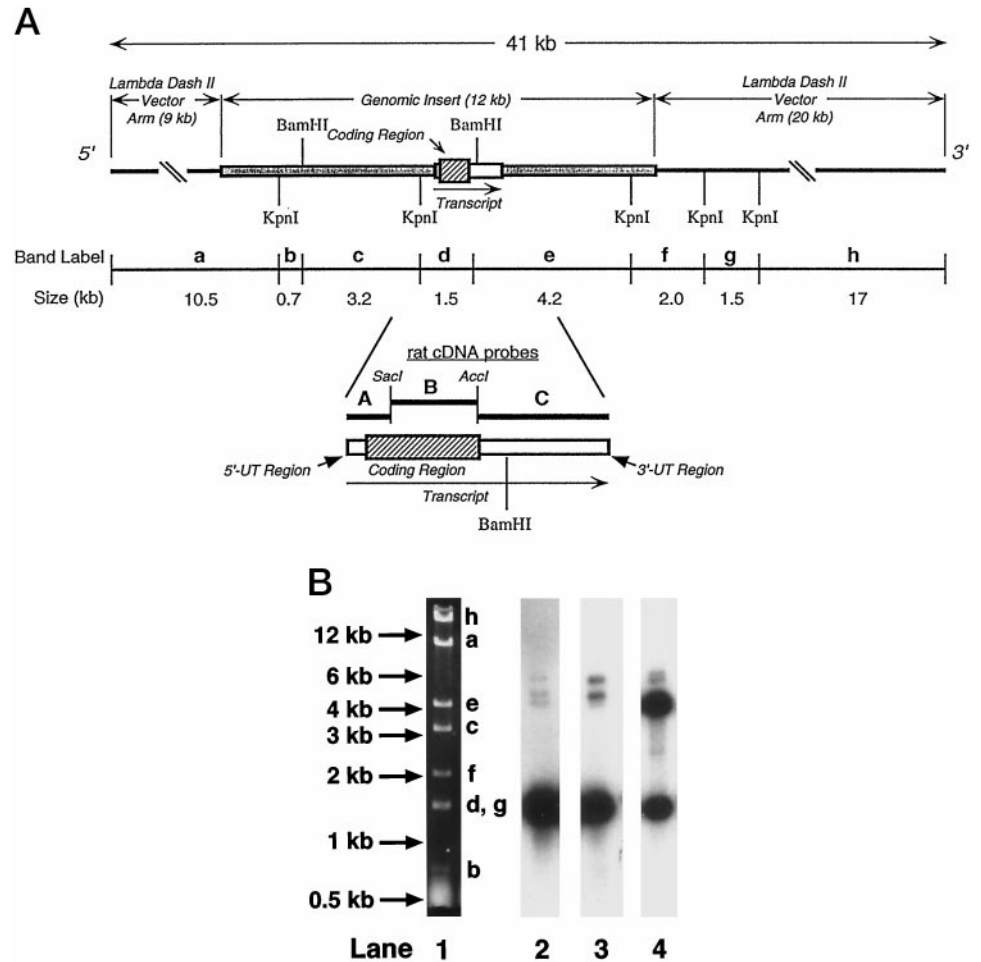 A
41 kb
Lambda Dash II
Vector
Arm (9 kb)
Genomic Insert (12 kb)
Lambda Dash II
Vector
Arm (20 kb)
BamHI
Coding Region
BamHI
5'
3'
Transcript
KpnI
KpnI
KpnI
KpnI
KpnI
Band Label
a
b
c
d
e
f
g
h
Size (kb)
10.5
0.7
3.2
1.5
4.2
2.0
1.5
17
rat cDNA probes
SacI
AccI
A
B
C
5'-UT Region
Coding Region
3'-UT Region
Transcript
BamHI
B
h
12 kb
a
6 kb
e
4 kb
c
3 kb
2 kb
f
d, g
1 kb
b
0.5 kb
Lane 1 2 3 4